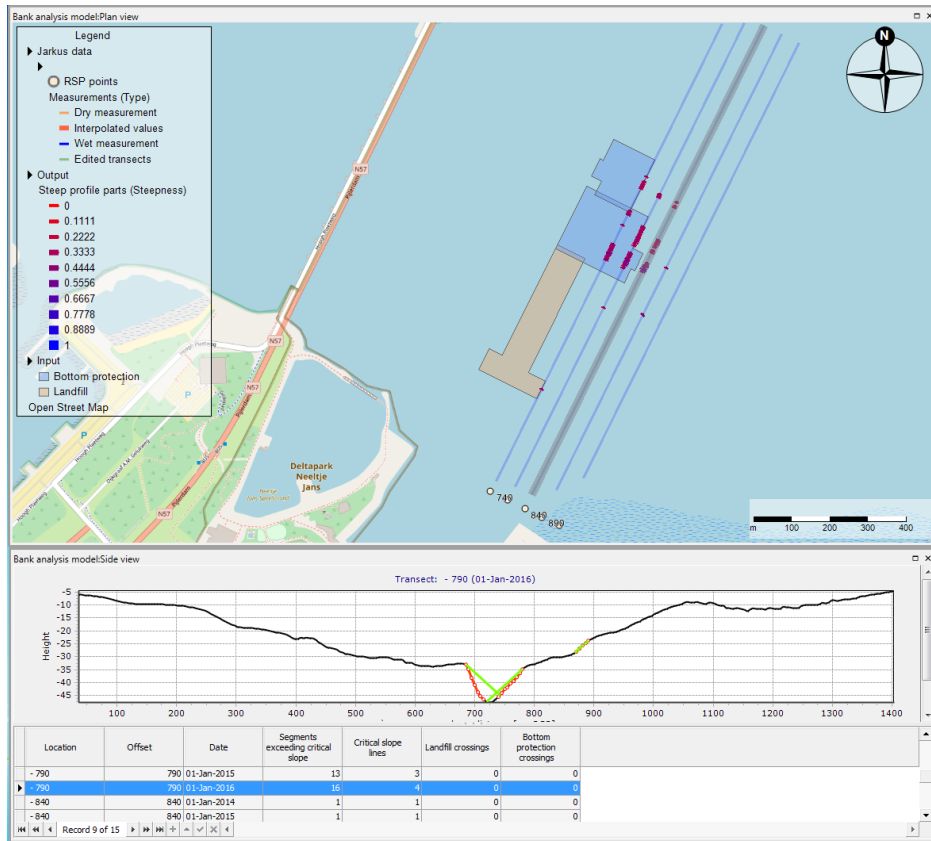 Bank analysis model:Plan view
Legend
Jarkus data
RSP points
Measurements (Type)
Dry measurement
Interpolated values
Wet measurement
Edited transects
Output
Steep profile parts (Steepness)
0
0.1111
0.2222
0.3333
0.4444
0.5556
0.6667
0.7778
0.8889
1
Input
Bottom protection
Landfill
Open Street Map
N
N57
Pijlerdam
Hoogh Plaetweg
N57
Hoogh Plaetweg
N57
P
P
Hoogh Plaetweg
Pijlerdam
N57
Deltapark
Neeltje
Jans
740
840
890
m 100 200 300 400
Bank analysis model:Side view
Transect: - 790 (01-Jan-2016)
Height
-5
-10
-15
-20
-25
-30
-35
-40
-45
100 200 300 400 500 600 700 800 900 1000 1100 1200 1300 1400
Location Offset Date Segments exceeding critical slope Critical slope lines Landfill crossings Bottom protection crossings
- 790 790 01-Jan-2015 13 3 0 0
- 790 790 01-Jan-2016 16 4 0 0
- 840 840 01-Jan-2014 1 1 0 0
- 840 840 01-Jan-2015 1 1 0 0
Record 9 of 15